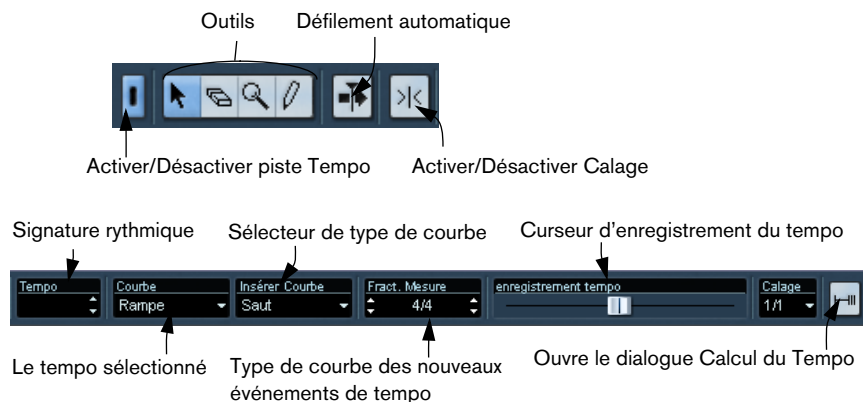 Outils
Défilement automatique
Activer/Désactiver piste Tempo
Activer/Désactiver Calage
Signature rythmique
Sélecteur de type de courbe
Curseur d’enregistrement du tempo
Tempo
Courbe
Insérer Courbe
Fract. Mesure
enregistrement tempo
Calage
Rampe
Saut
4/4
1/1
Le tempo sélectionné
Type de courbe des nouveaux
événements de tempo
Ouvre le dialogue Calcul du Tempo